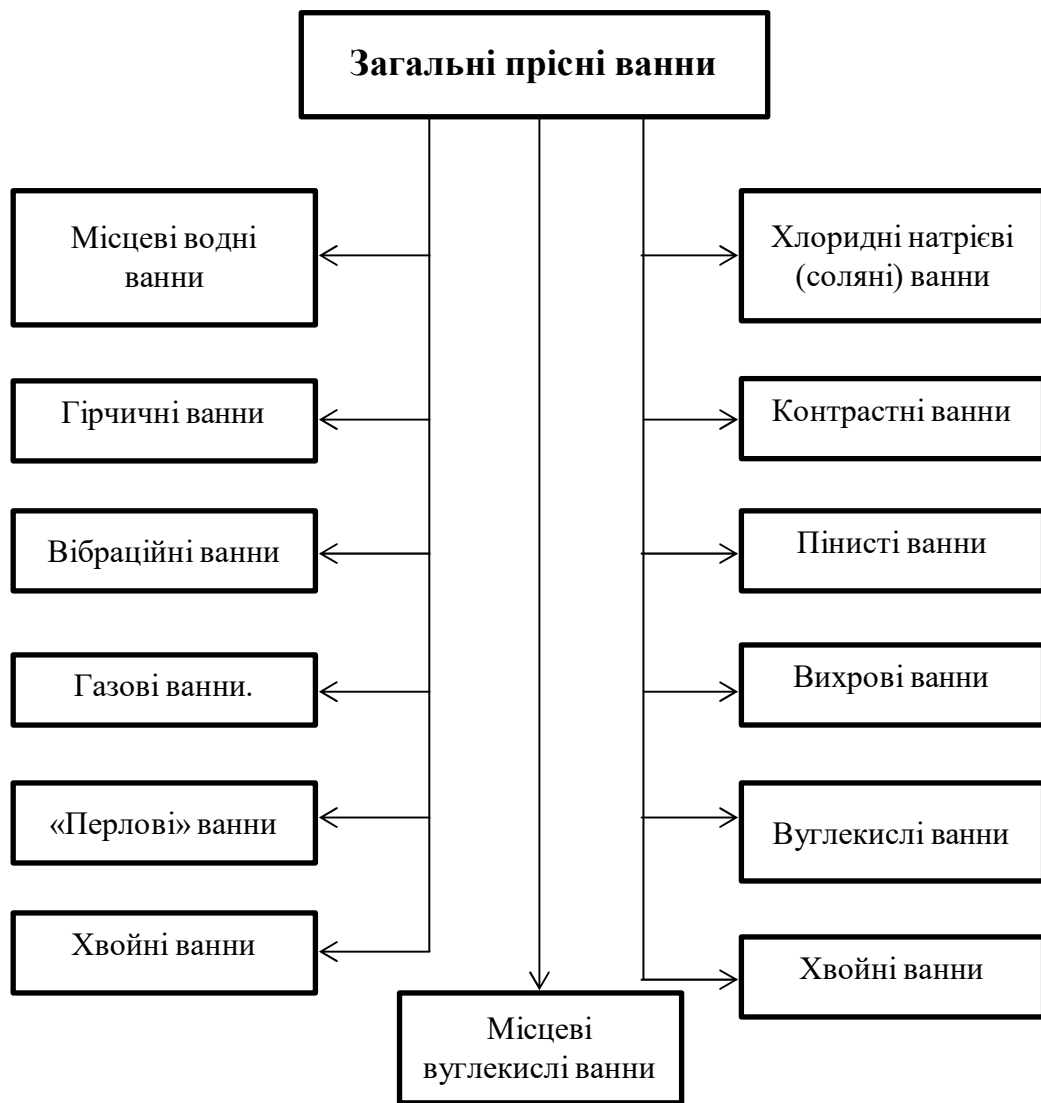 Загальні прісні ванни
Місцеві водні
ванни
Хлоридні натрієві
(соляні) ванни
Гірчичні ванни
Контрастні ванни
Вібраційні ванни
Пінисті ванни
Газові ванни.
Вихрові ванни
«Перлові» ванни
Вуглекислі ванни
Хвойні ванни
Хвойні ванни
Місцеві
вуглекислі ванни